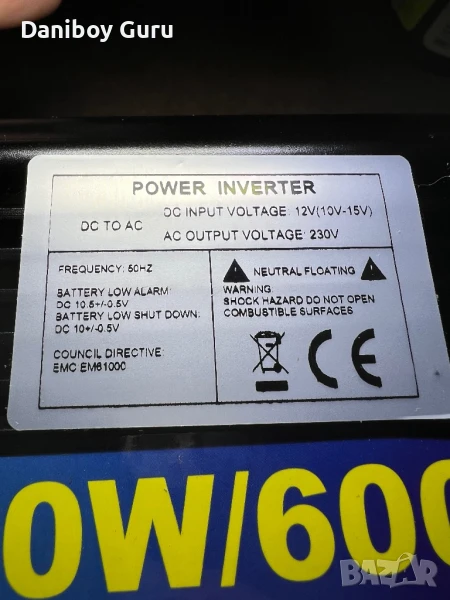 Daniboy Guru
POWER INVERTER
DC TO AC
DC INPUT VOLTAGE: 12V(10V-15V)
AC OUTPUT VOLTAGE: 230V
FREQUENCY: 50HZ
BATTERY LOW ALARM:
DC 10.5+/-0.5V
BATTERY LOW SHUT DOWN:
DC 10+/-0.5V
COUNCIL DIRECTIVE:
EMC EM61000
NEUTRAL FLOATING
WARNING:
SHOCK HAZARD DO NOT OPEN
COMBUSTIBLE SURFACES
CE
0W/600
BAZAR